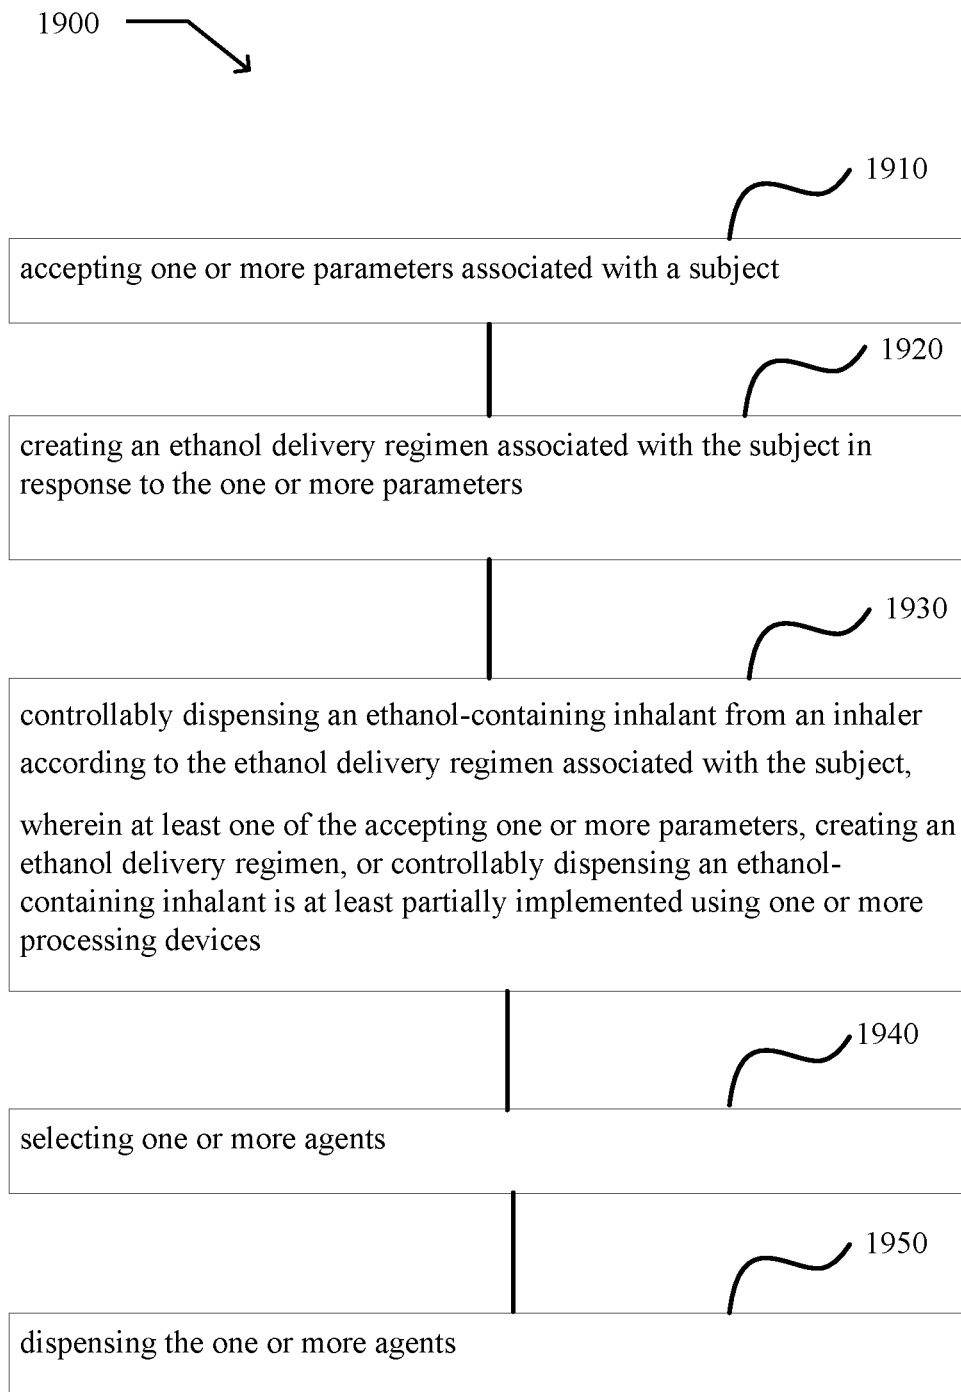 1900
1910
accepting one or more parameters associated with a subject
1920
creating an ethanol delivery regimen associated with the subject in
response to the one or more parameters
1930
controllably dispensing an ethanol-containing inhalant from an inhaler
according to the ethanol delivery regimen associated with the subject,
wherein at least one of the accepting one or more parameters, creating an
ethanol delivery regimen, or controllably dispensing an ethanol-
containing inhalant is at least partially implemented using one or more
processing devices
1940
selecting one or more agents
1950
dispensing the one or more agents